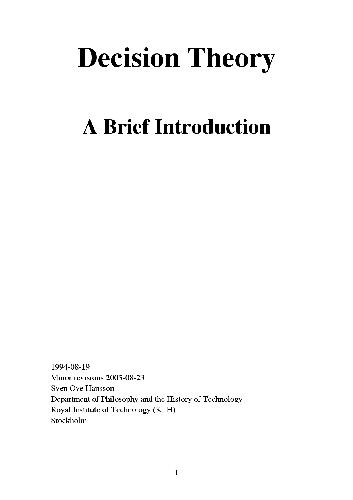 Decision Theory
A Brief Introduction
1994-08-19
Minor revisions 2005-08-23
Sven Ove Hansson
Department of Philosophy and the History of Technology
Royal Institute of Technology (KTH)
Stockholm
1